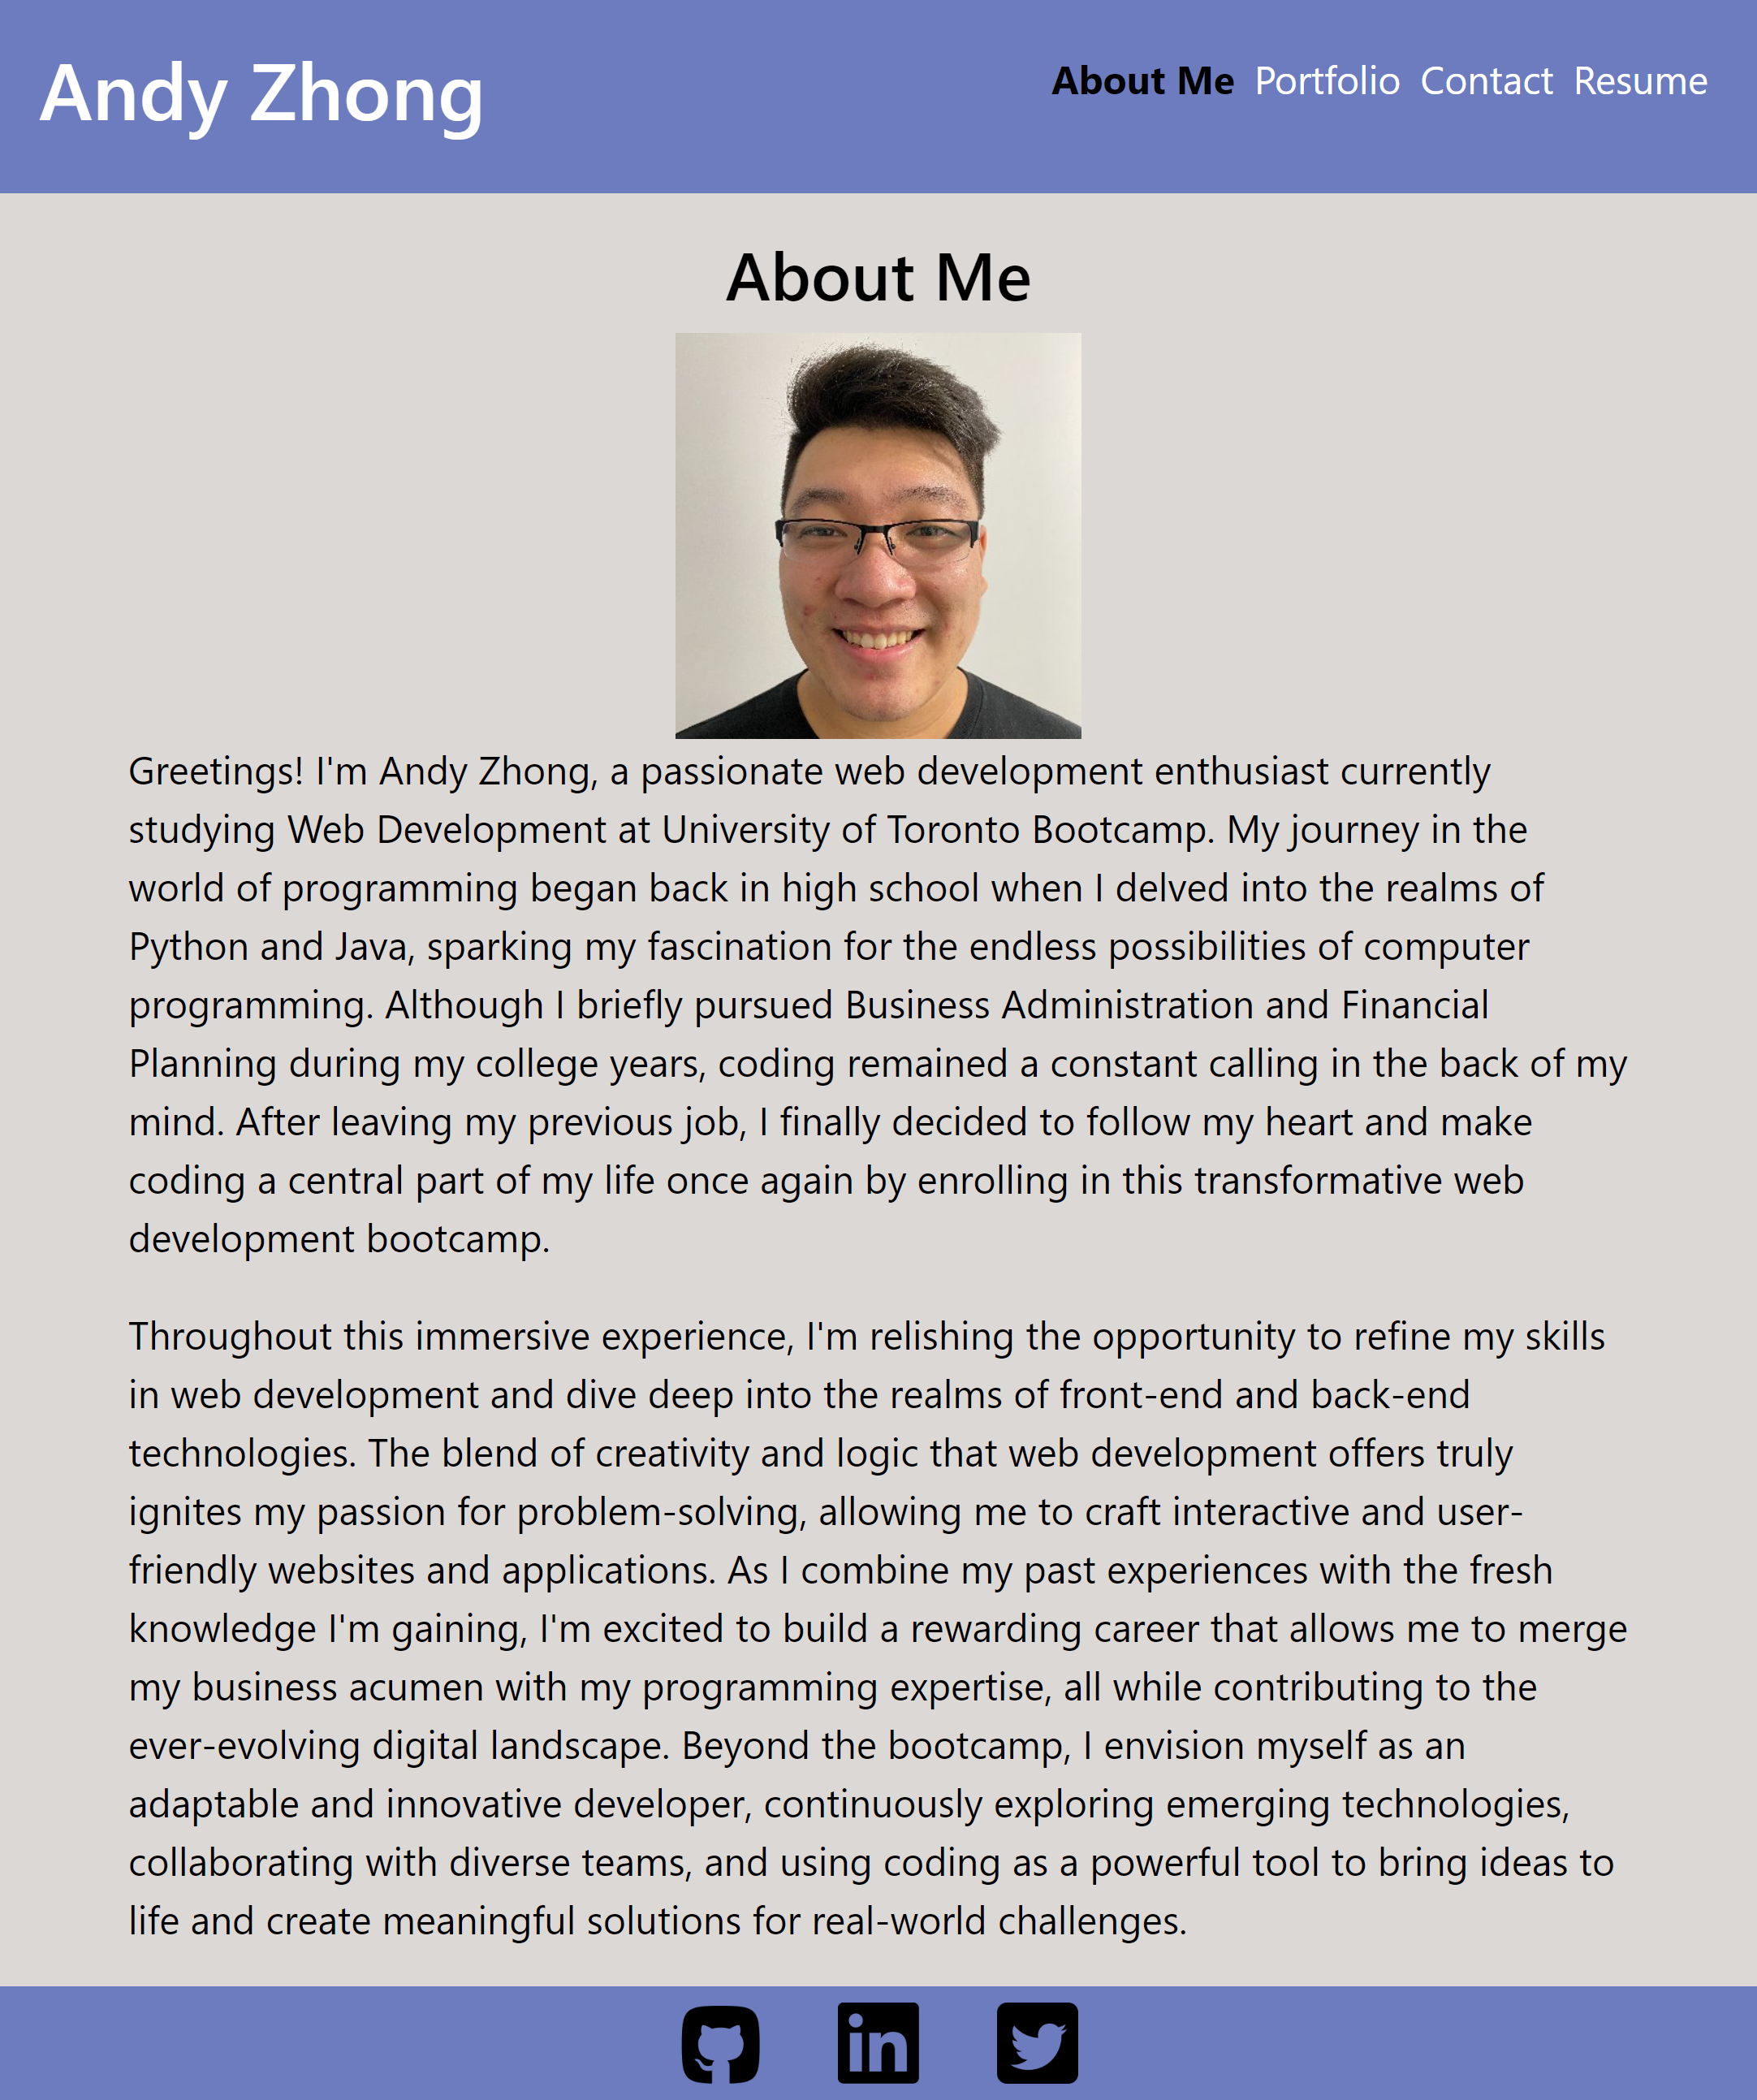 Andy Zhong
About Me Portfolio Contact Resume
About Me
Greetings! I'm Andy Zhong, a passionate web development enthusiast currently
studying Web Development at University of Toronto Bootcamp. My journey in the
world of programming began back in high school when I delved into the realms of
Python and Java, sparking my fascination for the endless possibilities of computer
programming. Although I briefly pursued Business Administration and Financial
Planning during my college years, coding remained a constant calling in the back of my
mind. After leaving my previous job, I finally decided to follow my heart and make
coding a central part of my life once again by enrolling in this transformative web
development bootcamp.
Throughout this immersive experience, I'm relishing the opportunity to refine my skills
in web development and dive deep into the realms of front-end and back-end
technologies. The blend of creativity and logic that web development offers truly
ignites my passion for problem-solving, allowing me to craft interactive and user-
friendly websites and applications. As I combine my past experiences with the fresh
knowledge I'm gaining, I'm excited to build a rewarding career that allows me to merge
my business acumen with my programming expertise, all while contributing to the
ever-evolving digital landscape. Beyond the bootcamp, I envision myself as an
adaptable and innovative developer, continuously exploring emerging technologies,
collaborating with diverse teams, and using coding as a powerful tool to bring ideas to
life and create meaningful solutions for real-world challenges.
in